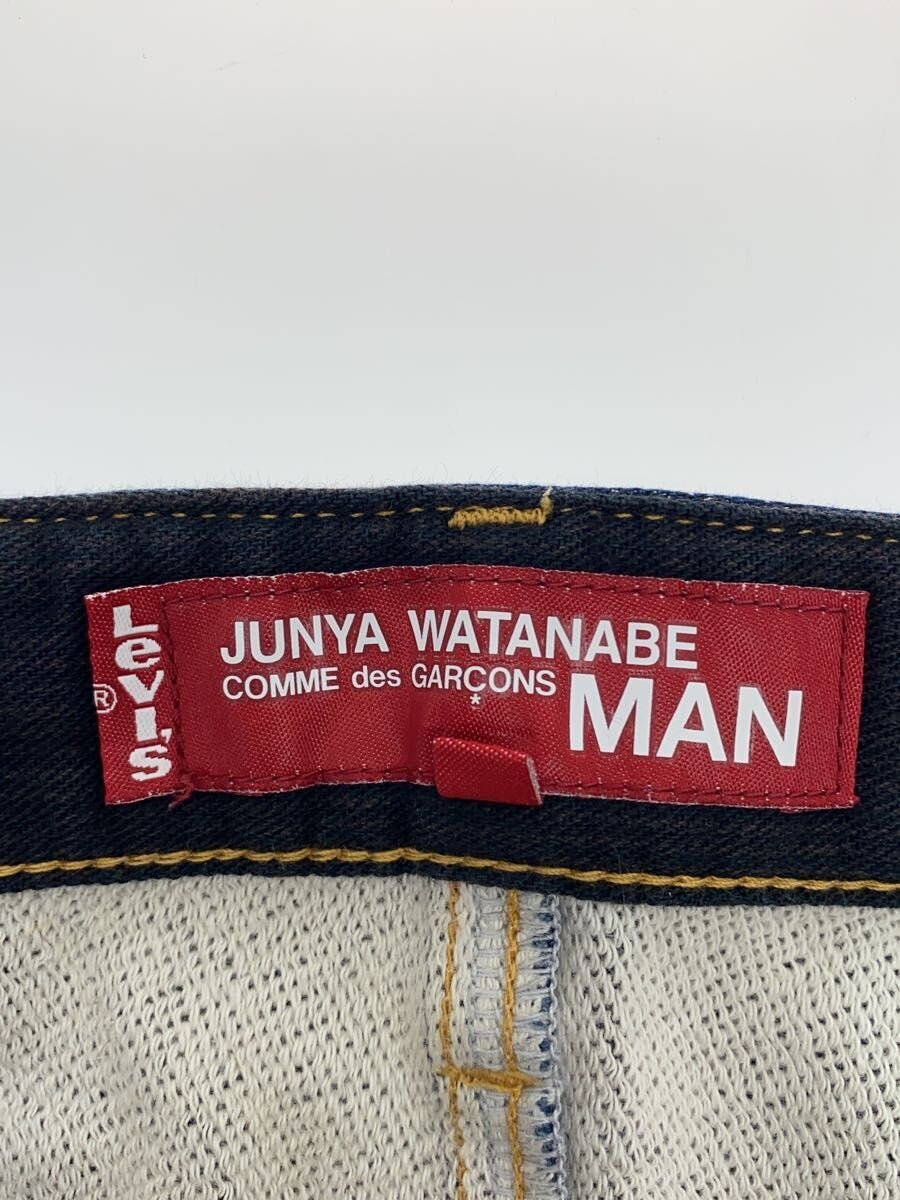 Levi's
®
JUNYA WATANABE
COMME des GARÇONS
*
MAN